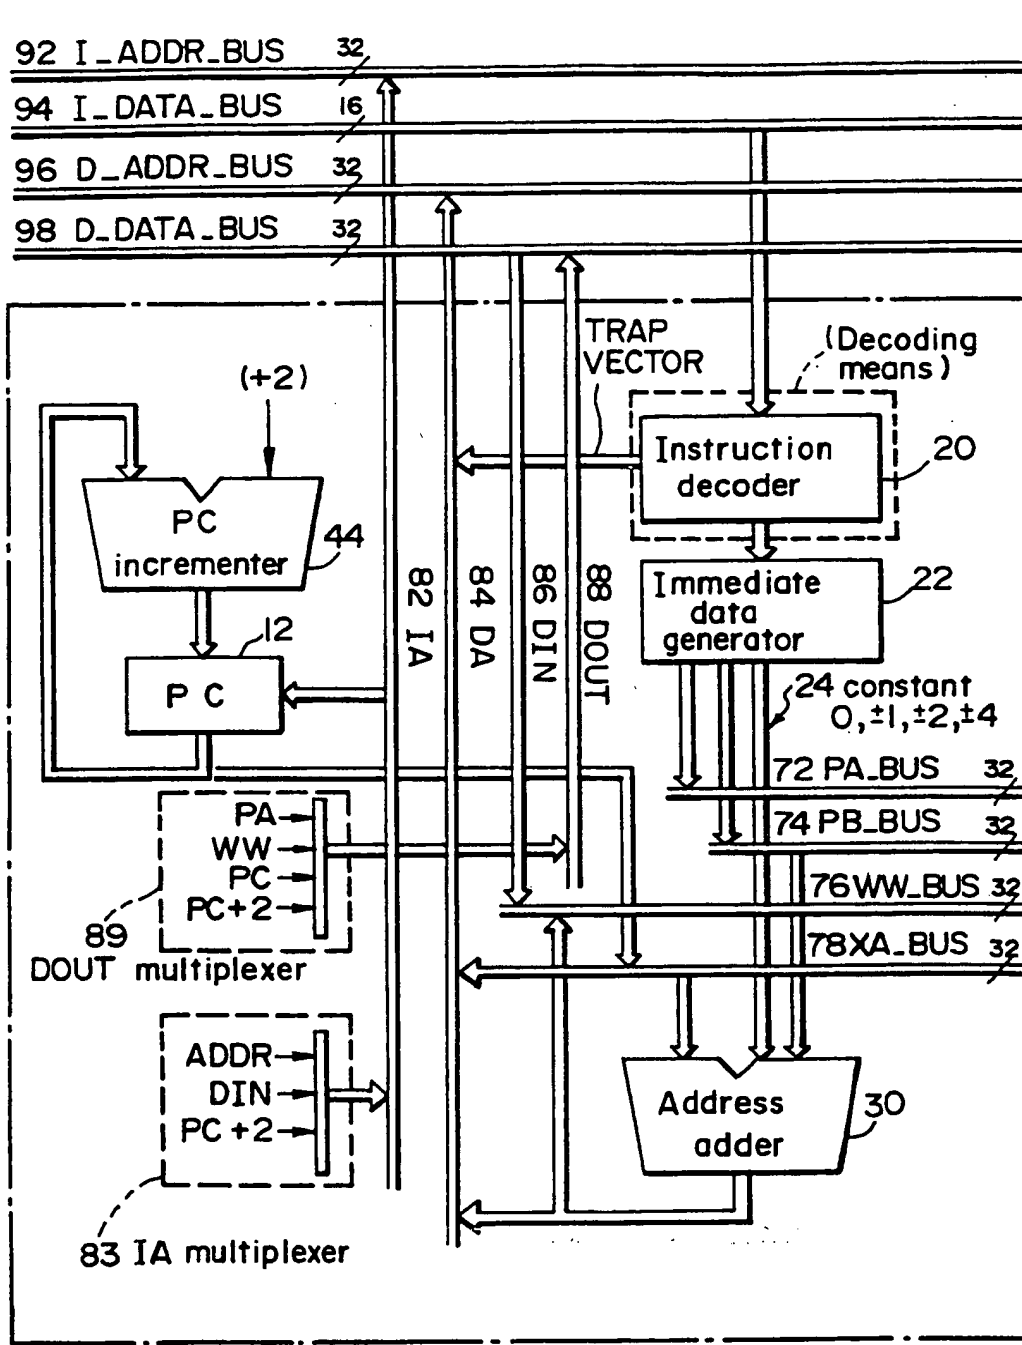 92 I_ADDR_BUS 32
94 I_DATA_BUS 16
96 D_ADDR_BUS 32
98 D_DATA_BUS 32
TRAP
VECTOR
(Decoding
means)
(+2)
Instruction
decoder
20
PC
incrementer
44
82 IA
84 DA
86 DIN
88 DOUT
Immediate
data
generator
22
12
PC
24 constant
0,±1,±2,±4
72 PA_BUS 32
74 PB_BUS 32
76 WW_BUS 32
78 XA_BUS 32
PA
WW
PC
PC+2
89
DOUT multiplexer
ADDR
DIN
PC+2
83 IA multiplexer
Address
adder
30